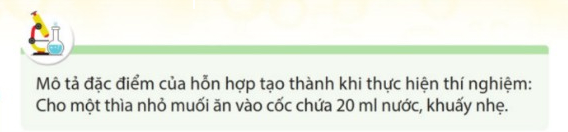 Mô tả đặc điểm của hỗn hợp tạo thành khi thực hiện thí nghiệm:
Cho một thìa nhỏ muối ăn vào cốc chứa 20 ml nước, khuấy nhẹ.